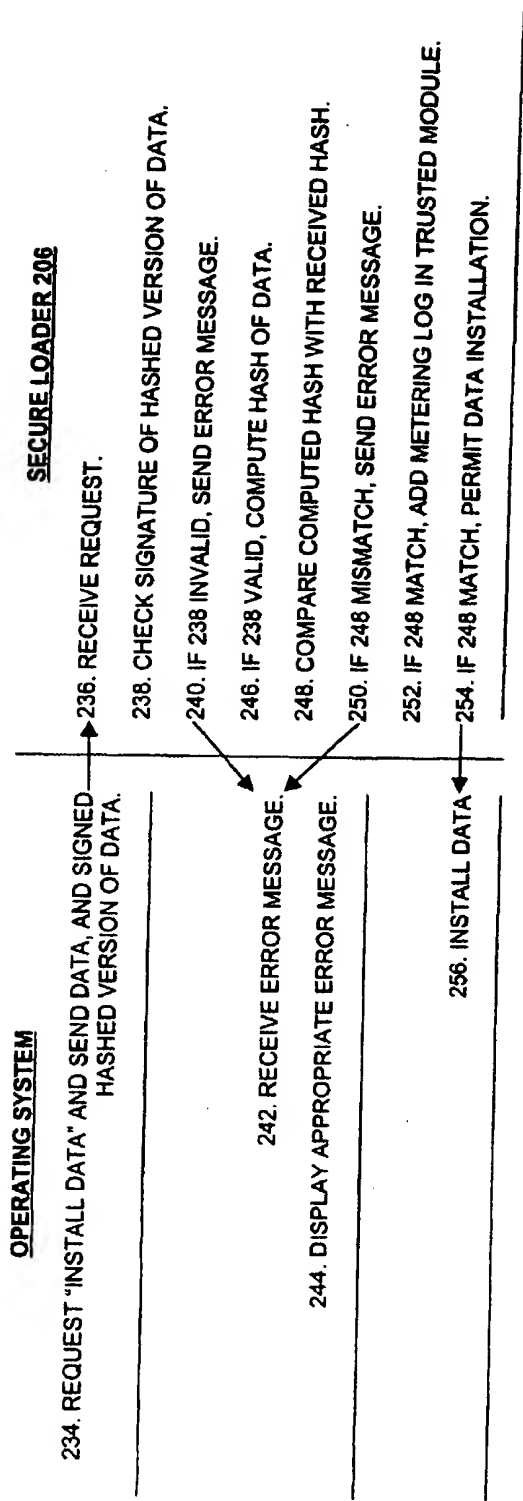 OPERATING SYSTEM
234. REQUEST “INSTALL DATA” AND SEND DATA, AND SIGNED
HASHED VERSION OF DATA.
242. RECEIVE ERROR MESSAGE.
244. DISPLAY APPROPRIATE ERROR MESSAGE.
256. INSTALL DATA
SECURE LOADER 206
236. RECEIVE REQUEST.
238. CHECK SIGNATURE OF HASHED VERSION OF DATA.
240. IF 238 INVALID, SEND ERROR MESSAGE.
246. IF 238 VALID, COMPUTE HASH OF DATA.
248. COMPARE COMPUTED HASH WITH RECEIVED HASH.
250. IF 248 MISMATCH, SEND ERROR MESSAGE.
252. IF 248 MATCH, ADD METERING LOG IN TRUSTED MODULE.
254. IF 248 MATCH, PERMIT DATA INSTALLATION.